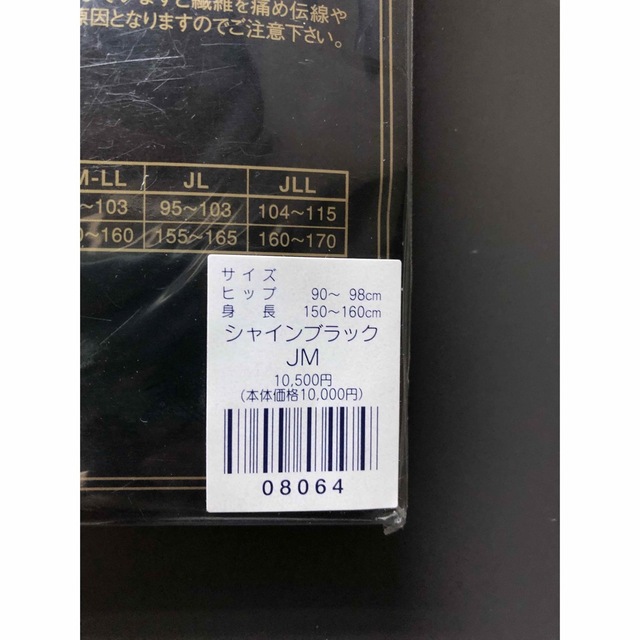 すと繊維を痛め伝線や
原因となりますのでご注意下さい。
M-LL JL JLL
~103 95~103 104~115
~160 155~165 160~170
サイズ
ヒップ 90~ 98cm
身長 150~160cm
シャインブラック
JM
10,500円
(本体価格10,000円)
08064